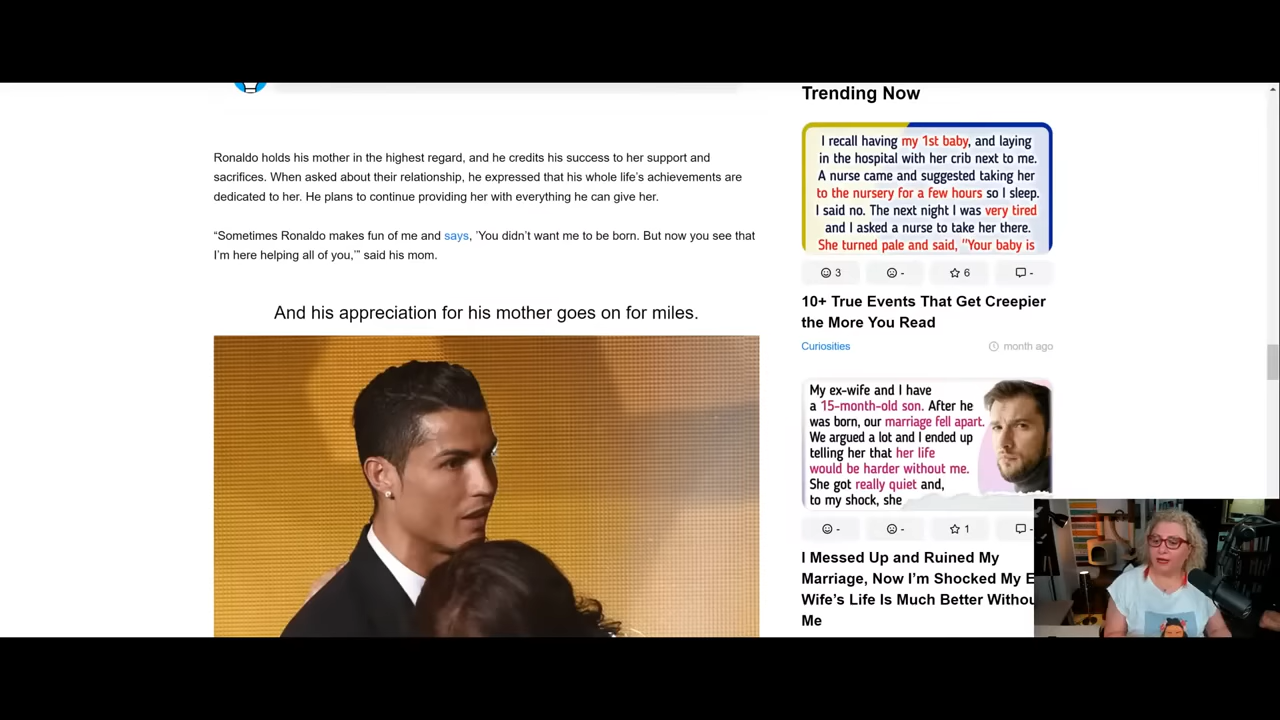 Ronaldo holds his mother in the highest regard, and he credits his success to her support and
sacrifices. When asked about their relationship, he expressed that his whole life’s achievements are
dedicated to her. He plans to continue providing her with everything he can give her.
“Sometimes Ronaldo makes fun of me and says, ’You didn’t want me to be born. But now you see that
I’m here helping all of you,’” said his mom.
And his appreciation for his mother goes on for miles.
Trending Now
I recall having my 1st baby, and laying
in the hospital with her crib next to me.
A nurse came and suggested taking her
to the nursery for a few hours so I sleep.
I said no. The next night I was very tired
and I asked a nurse to take her there.
She turned pale and said, "Your baby is
3 - 6 -
10+ True Events That Get Creepier
the More You Read
Curiosities month ago
My ex-wife and I have
a 15-month-old son. After he
was born, our marriage fell apart.
We argued a lot and I ended up
telling her that her life
would be harder without me.
She got really quiet and,
to my shock, she
- - 1 -
I Messed Up and Ruined My
Marriage, Now I’m Shocked My E
Wife’s Life Is Much Better Withou
Me